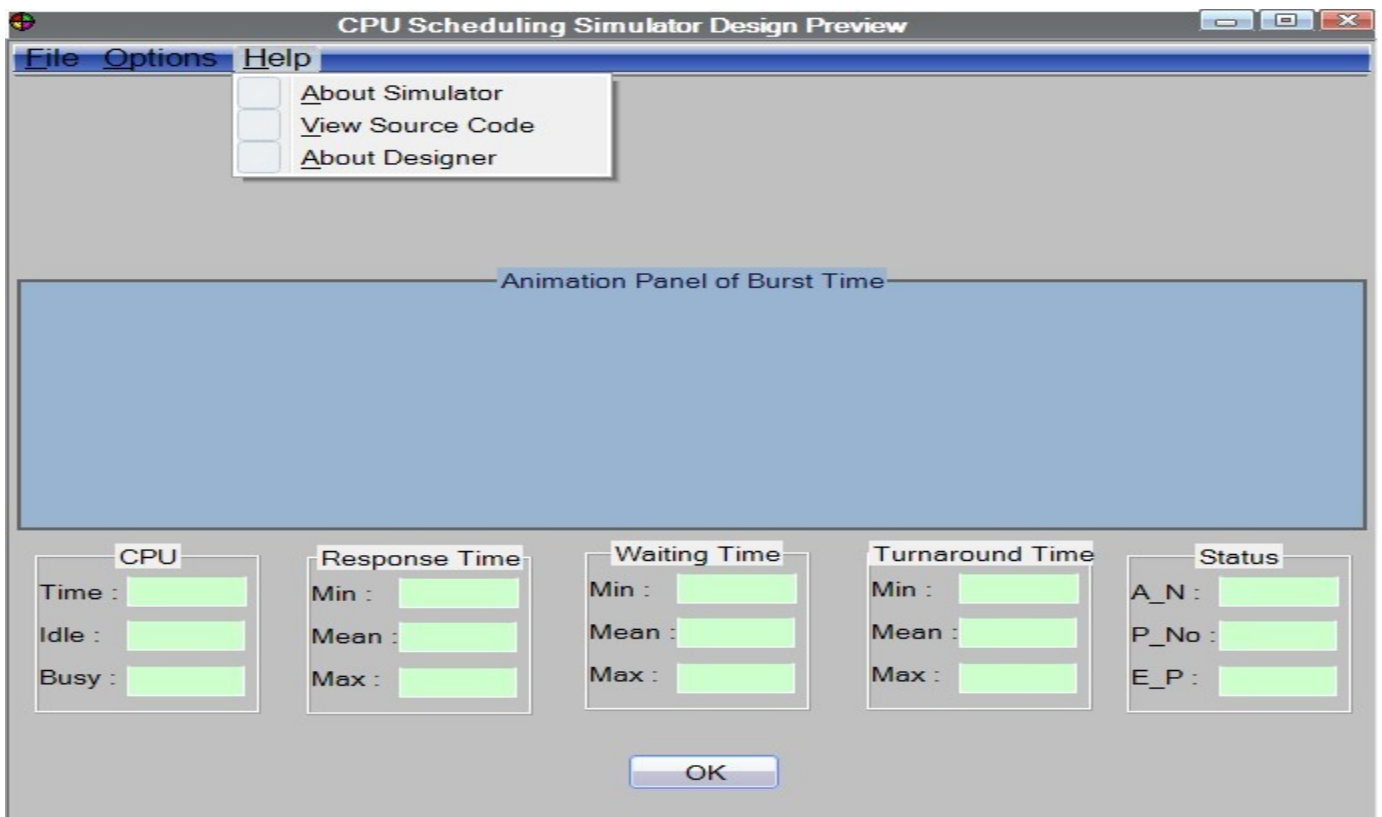 CPU Scheduling Simulator Design Preview
File Options Help
About Simulator
View Source Code
About Designer
Animation Panel of Burst Time
CPU
Time :
Idle :
Busy :
Response Time
Min :
Mean :
Max :
Waiting Time
Min :
Mean :
Max :
Turnaround Time
Min :
Mean :
Max :
Status
A_N :
P_No :
E_P :
OK